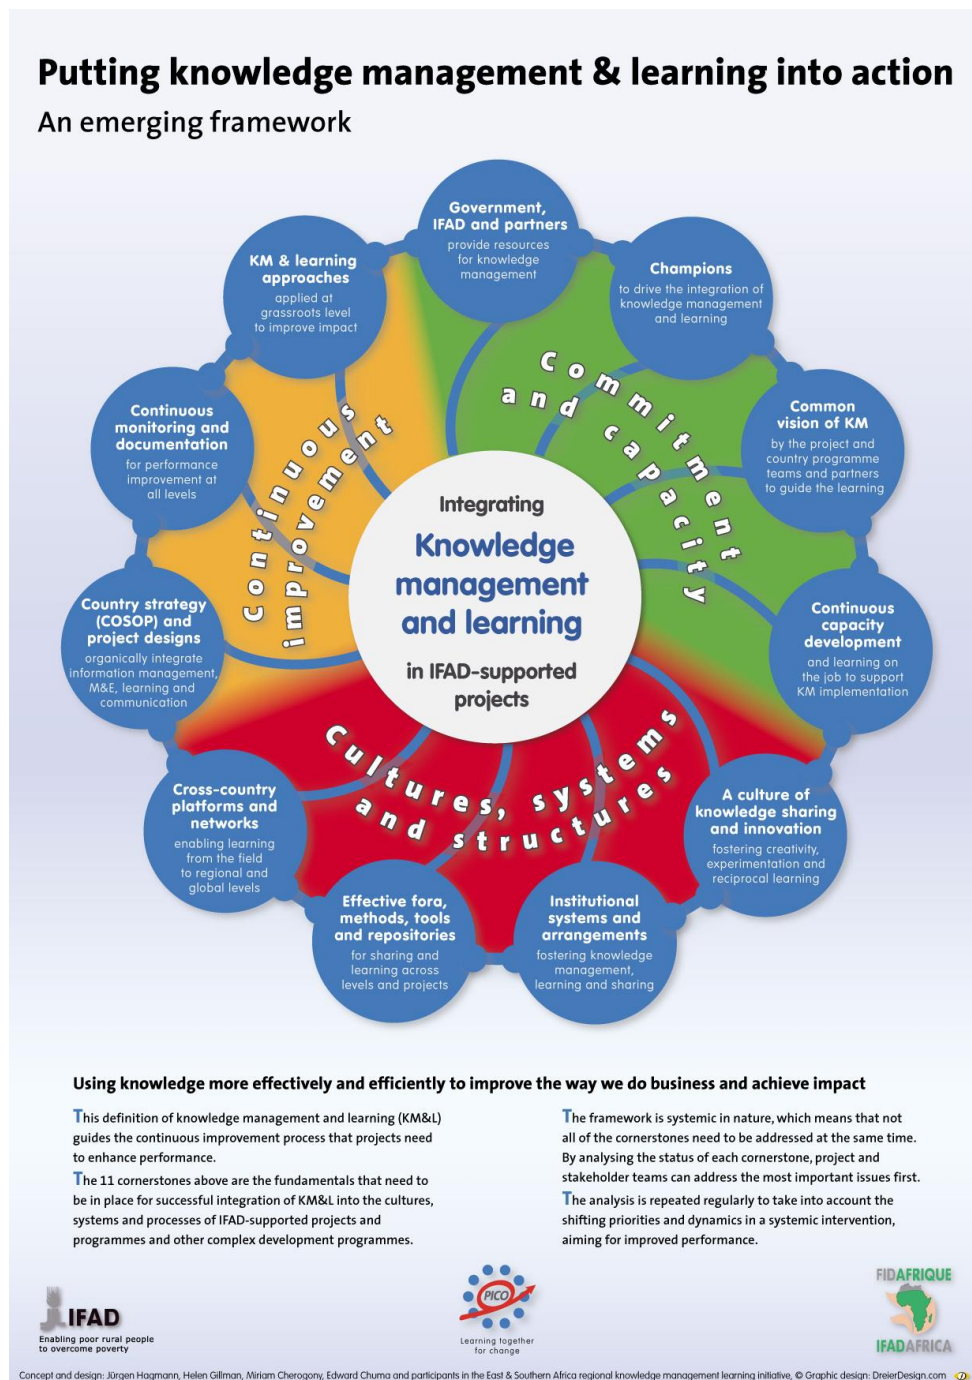 Putting knowledge management & learning into action
An emerging framework
Government,
IFAD and partners
provide resources
for knowledge
management
Champions
to drive the integration of
knowledge management
and learning
Common
vision of KM
by the project and
country programme
teams and partners
to guide the learning
Continuous
capacity
development
and learning on
the job to support
KM implementation
A culture of
knowledge sharing
and innovation
fostering creativity,
experimentation and
reciprocal learning
Institutional
systems and
arrangements
fostering knowledge
management,
learning and sharing
Effective fora,
methods, tools
and repositories
for sharing and
learning across
levels and projects
Cross-country
platforms and
networks
enabling learning
from the field
to regional and
global levels
Country strategy
(COSOP) and
project designs
organically integrate
information management,
M&E, learning and
communication
Continuous
monitoring and
documentation
for performance
improvement at
all levels
KM & learning
approaches
applied at
grassroots level
to improve impact
Commitment
and capacity
Cultures, systems
and structures
Continuous
improvement
Integrating
Knowledge
management
and learning
in IFAD-supported
projects
Using knowledge more effectively and efficiently to improve the way we do business and achieve impact
This definition of knowledge management and learning (KM&L)
guides the continuous improvement process that projects need
to enhance performance.
The 11 cornerstones above are the fundamentals that need to
be in place for successful integration of KM&L into the cultures,
systems and processes of IFAD-supported projects and
programmes and other complex development programmes.
The framework is systemic in nature, which means that not
all of the cornerstones need to be addressed at the same time.
By analysing the status of each cornerstone, project and
stakeholder teams can address the most important issues first.
The analysis is repeated regularly to take into account the
shifting priorities and dynamics in a systemic intervention,
aiming for improved performance.
IFAD
Enabling poor rural people
to overcome poverty
PICO
Learning together
for change
FIDAFRIQUE
IFADAFRICA
Concept and design: Jürgen Hagmann, Helen Gillman, Miriam Cherogony, Edward Chuma and participants in the East & Southern Africa regional knowledge management learning initiative, © Graphic design: DreierDesign.com